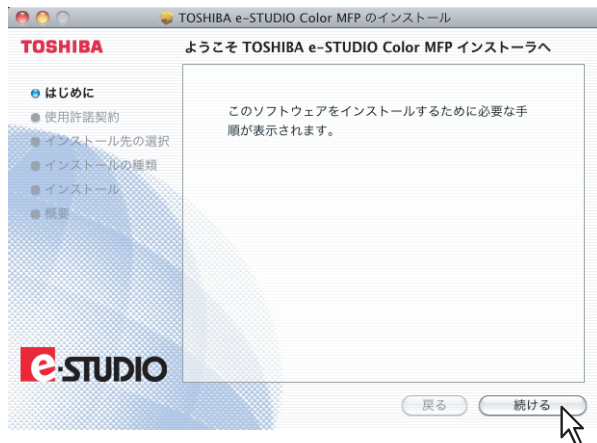 TOSHIBA e-STUDIO Color MFP のインストール
TOSHIBA
ようこそ TOSHIBA e-STUDIO Color MFP インストーラへ
はじめに
使用許諾契約
インストール先の選択
インストールの種類
インストール
概要
このソフトウェアをインストールするために必要な手
順が表示されます。
e-STUDIO
戻る
続ける